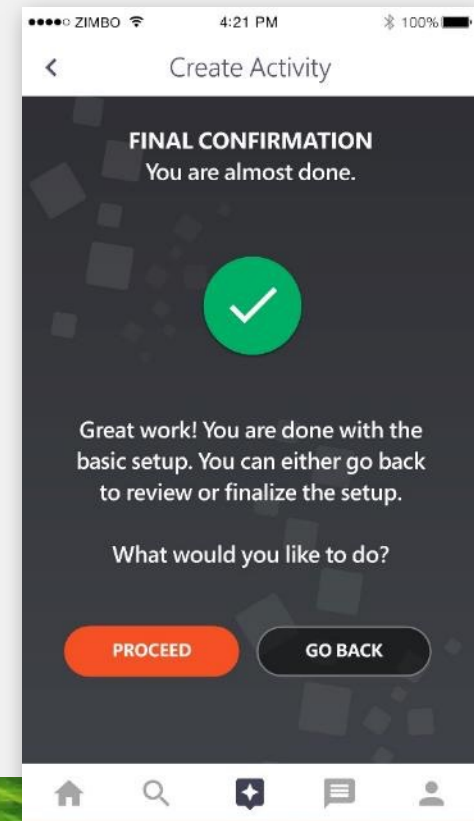 ZIMBO 4:21 PM 100%
Create Activity
FINAL CONFIRMATION
You are almost done.
Great work! You are done with the
basic setup. You can either go back
to review or finalize the setup.
What would you like to do?
PROCEED GO BACK